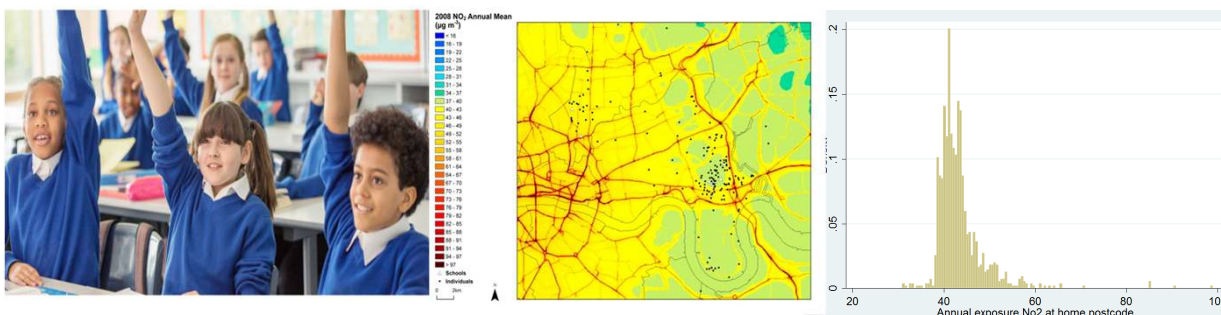 2008 NO₂ Annual Mean
(µg m⁻³)
< 16
16 - 19
19 - 22
22 - 25
25 - 28
28 - 31
31 - 34
34 - 37
37 - 40
40 - 43
43 - 46
46 - 49
49 - 52
52 - 55
55 - 58
58 - 61
61 - 64
64 - 67
67 - 70
70 - 73
73 - 76
76 - 79
79 - 82
82 - 85
85 - 88
88 - 91
91 - 94
94 - 97
> 97
Schools
Individuals
0 2km
N
.2
.15
.1
.05
0
20 40 60 80
Annual exposure No2 at home postcode